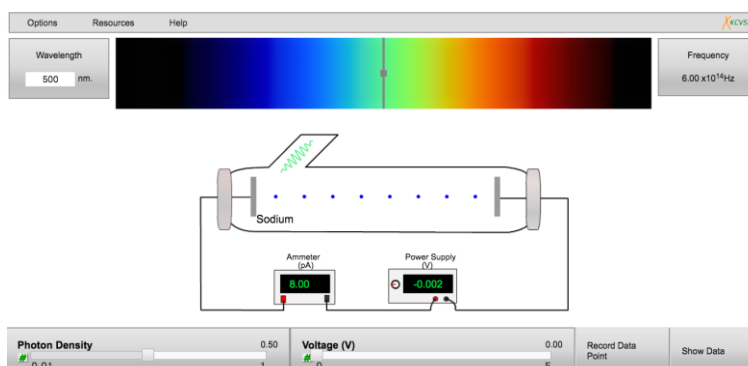 Options Resources Help KCVS
Wavelength
500 nm.
Frequency
6.00 x10¹⁴Hz
Sodium
Ammeter
(pA)
8.00
Power Supply
(V)
-0.002
Photon Density 0.50
# 0.01 1
Voltage (V) 0.00
# 0 5
Record Data
Point
Show Data